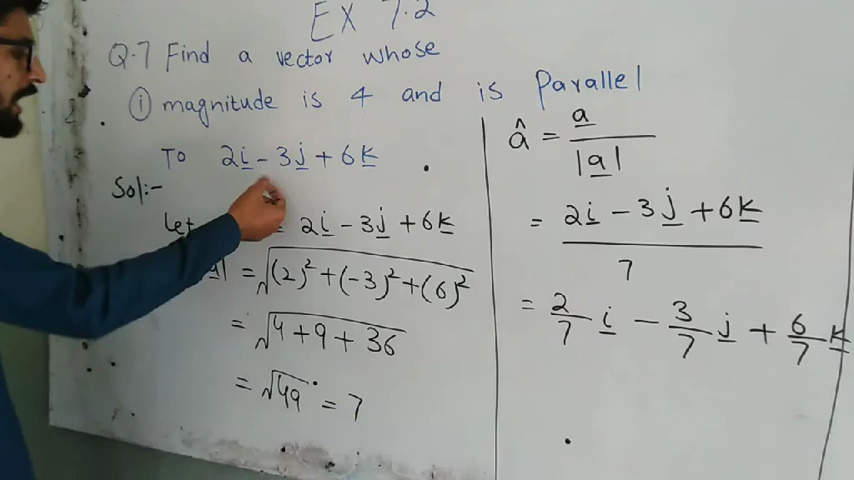 Ex 7.2
Q.7 Find a vector whose
(i) magnitude is 4 and is Parallel
To 2i - 3j + 6k .
Sol:-
Let = 2i - 3j + 6k
a| = √(2)² + (-3)² + (6)²
= √4 + 9 + 36
= √49 = 7
â = a / |a|
= 2i - 3j + 6k / 7
= 2/7 i - 3/7 j + 6/7 k